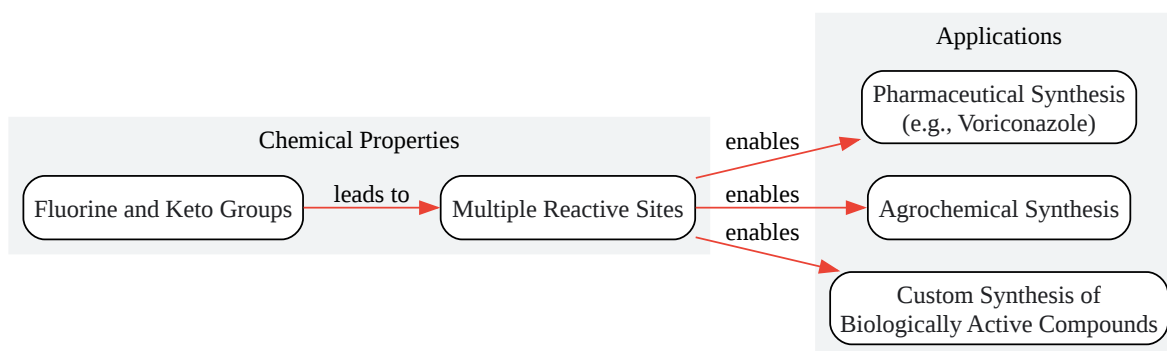 Applications
Pharmaceutical Synthesis
(e.g., Voriconazole)
Chemical Properties
enables
Fluorine and Keto Groups
leads to
Multiple Reactive Sites
enables
Agrochemical Synthesis
enables
Custom Synthesis of
Biologically Active Compounds